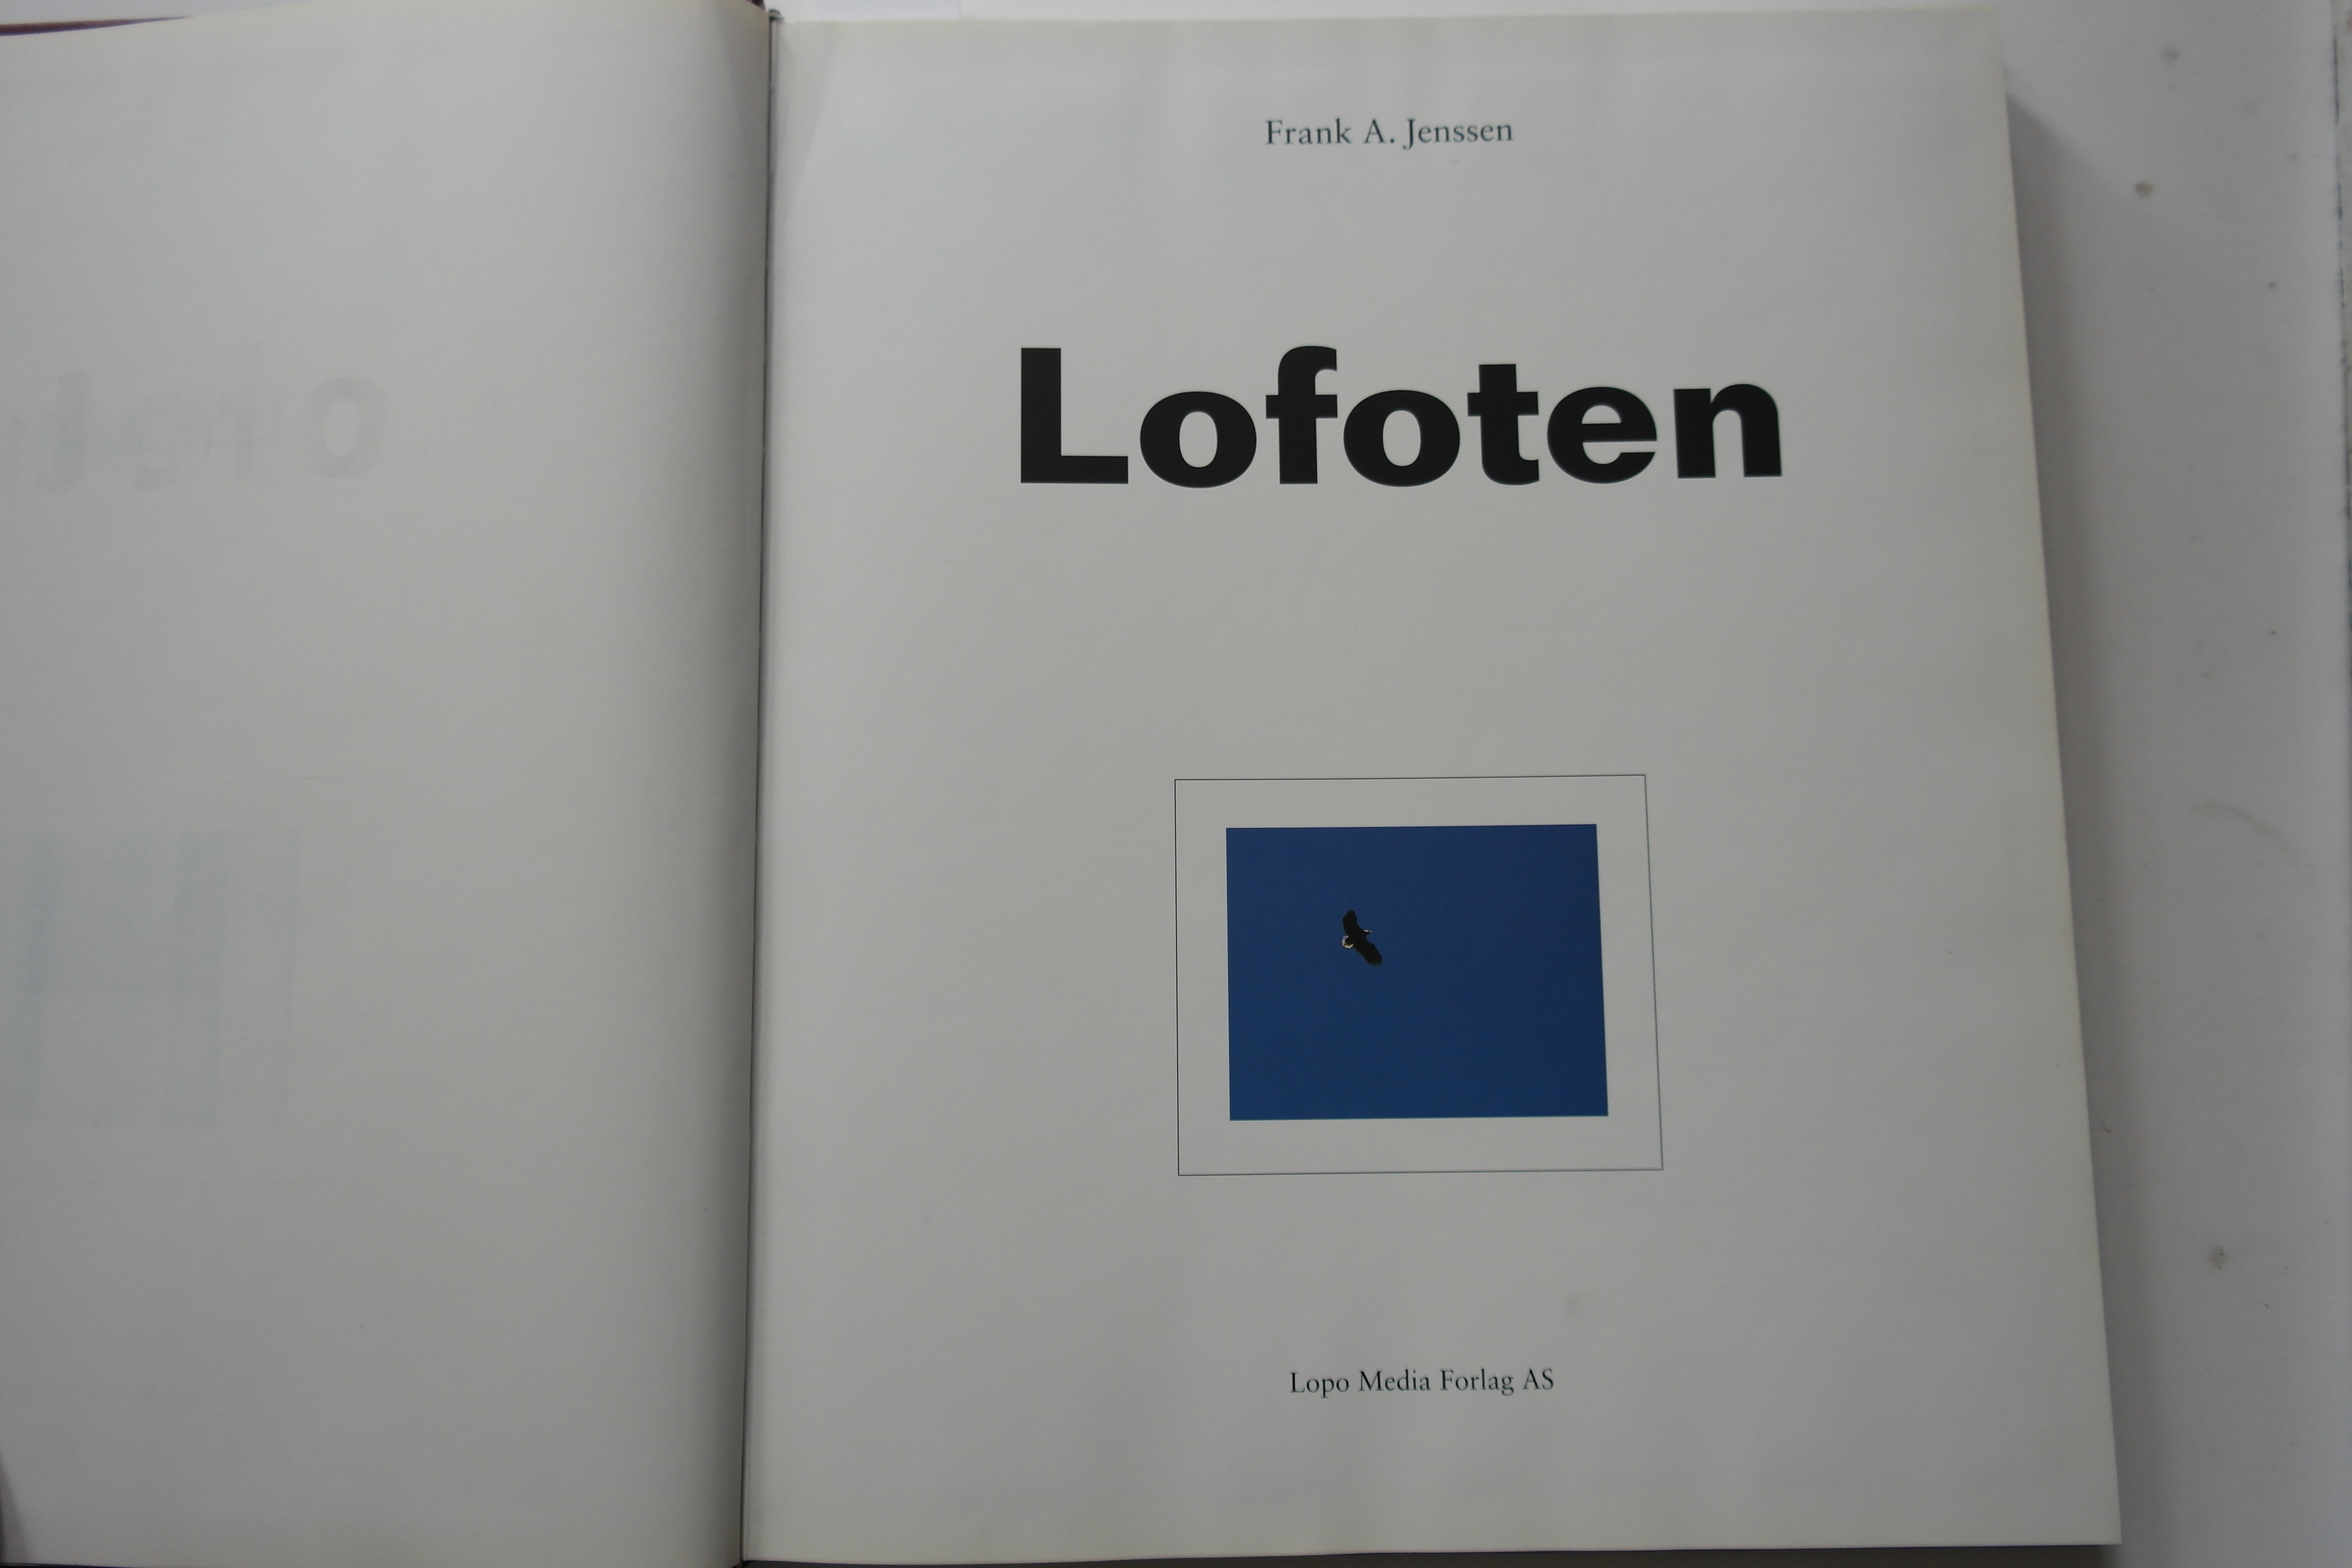 Frank A. Jenssen
Lofoten
Lopo Media Forlag AS